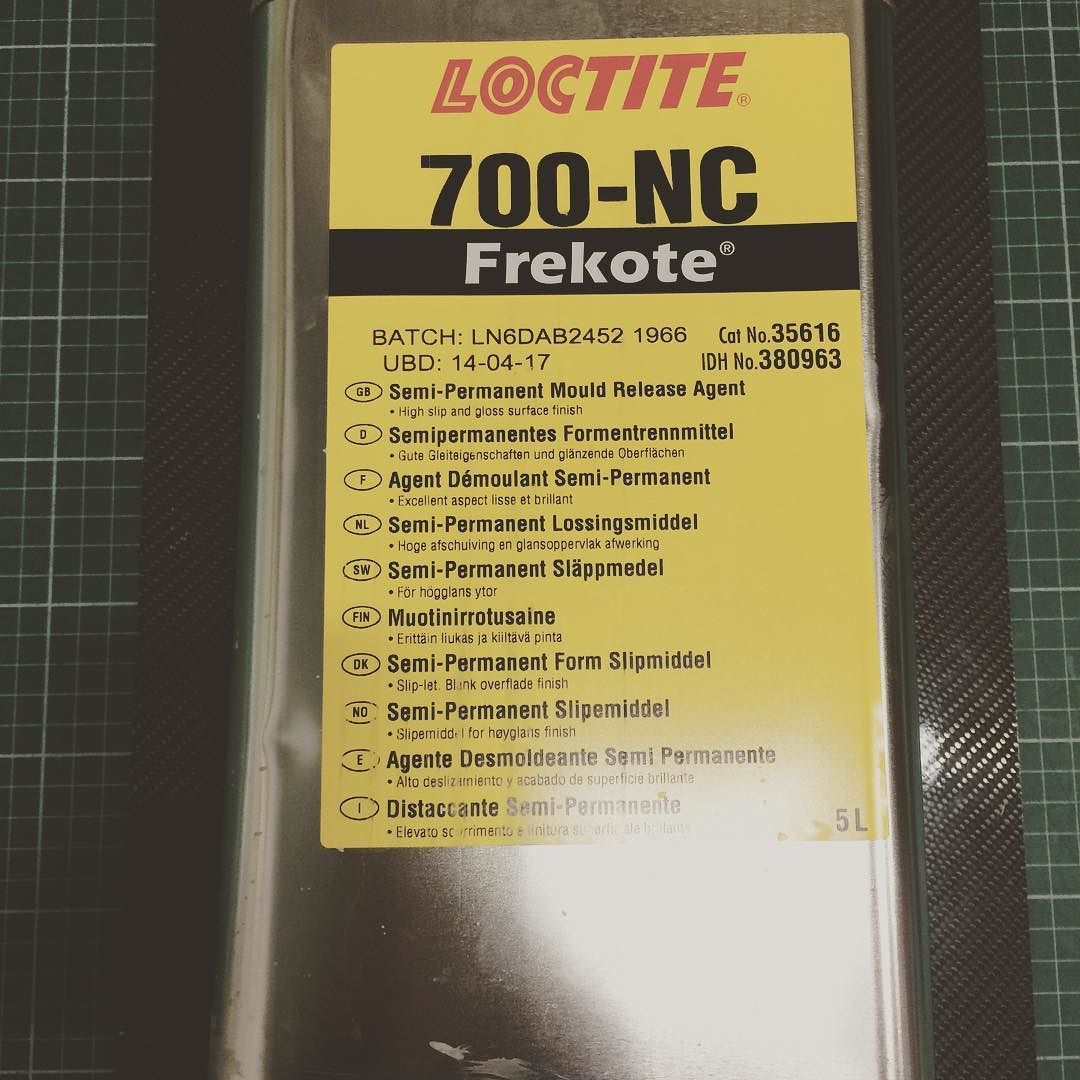 LOCTITE®
700-NC
Frekote®
BATCH: LN6DAB2452 1966 Cat No.35616
UBD: 14-04-17 IDH No.380963
GB Semi-Permanent Mould Release Agent
• High slip and gloss surface finish
D Semipermanentes Formentrennmittel
• Gute Gleiteigenschaften und glänzende Oberflächen
F Agent Démoulant Semi-Permanent
• Excellent aspect lisse et brillant
NL Semi-Permanent Lossingsmiddel
• Hoge afschuiving en glansoppervlak afwerking
SW Semi-Permanent Släppmedel
• För högglans ytor
FIN Muotinirrotusaine
• Erittäin liukas ja kiiltävä pinta
DK Semi-Permanent Form Slipmiddel
• Slip-let. Blank overflade finish
NO Semi-Permanent Slipemiddel
• Slipemiddel for høyglans finish
E Agente Desmoldeante Semi Permanente
• Alto deslizamiento y acabado de superficie brillante
I Distaccante Semi-Permanente
• Elevato scorrimento e finitura superficiale brillante
5L